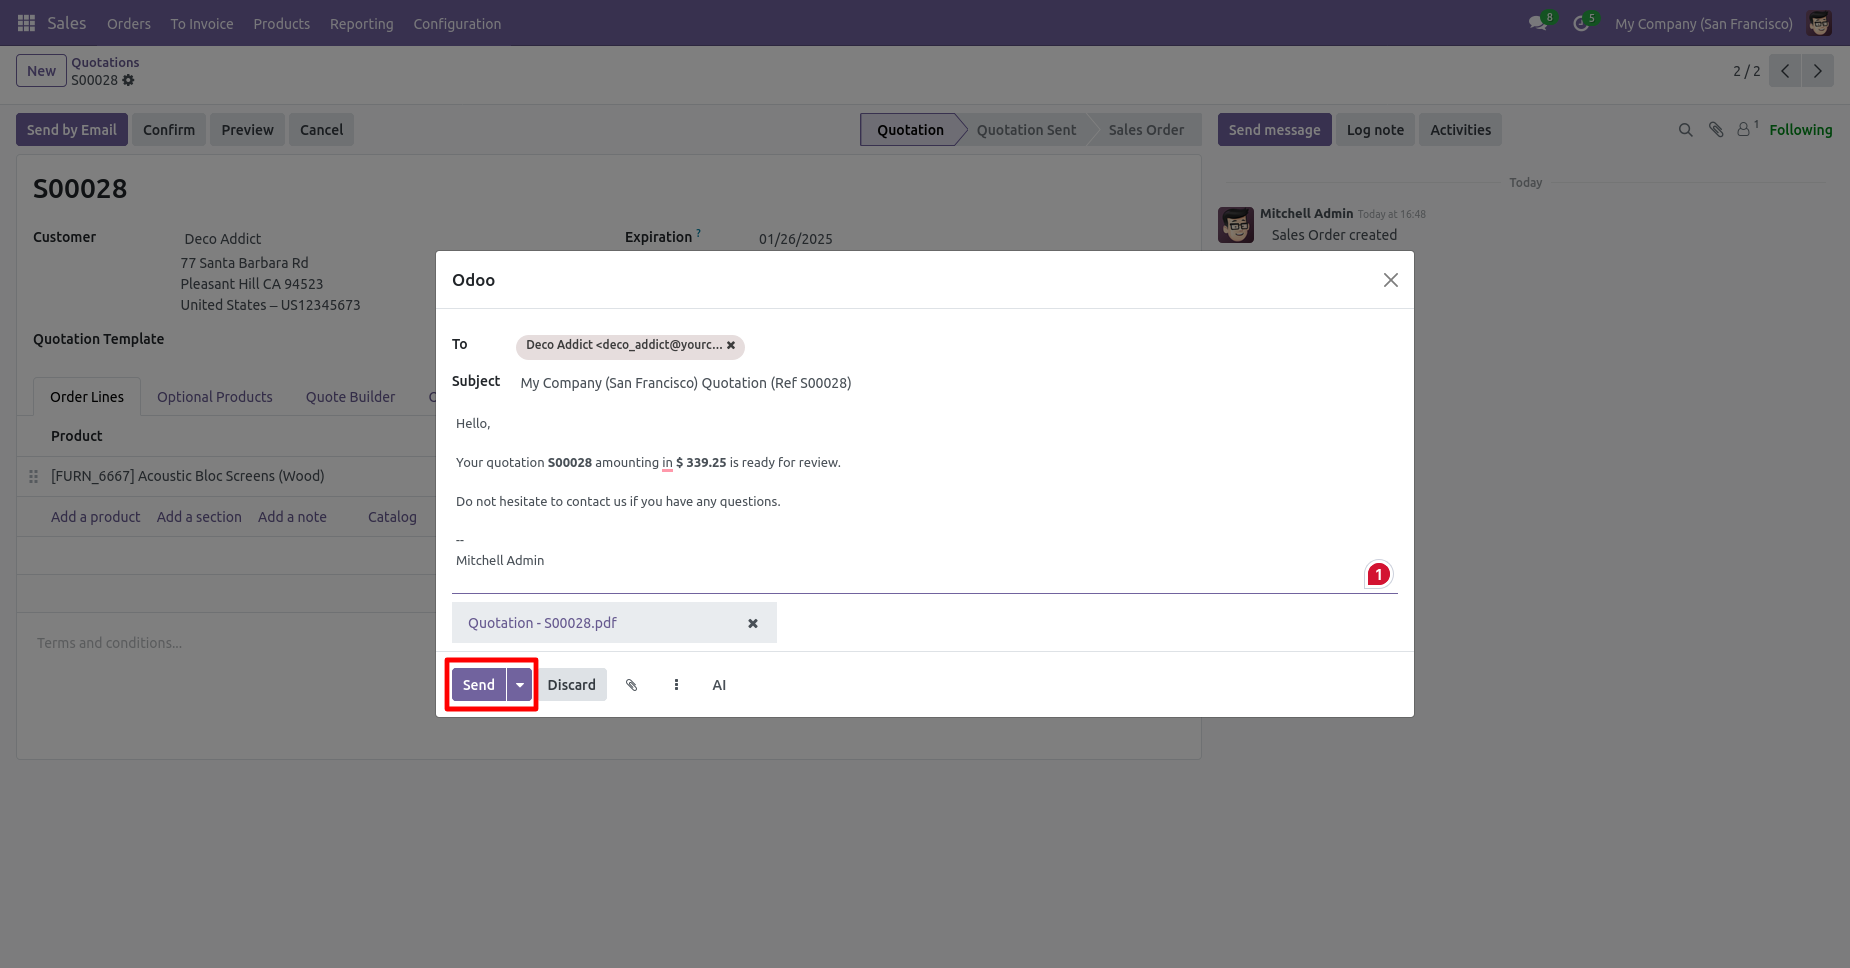 Sales Orders To Invoice Products Reporting Configuration 8 5 My Company (San Francisco)
New Quotations
S00028 2 / 2
Send by Email Confirm Preview Cancel Quotation Quotation Sent Sales Order Send message Log note Activities 1 Following
S00028
Today
Mitchell Admin Today at 16:48
Sales Order created
Customer Deco Addict Expiration ? 01/26/2025
77 Santa Barbara Rd
Pleasant Hill CA 94523
United States – US12345673
Quotation Template
Order Lines Optional Products Quote Builder
Product
[FURN_6667] Acoustic Bloc Screens (Wood)
Add a product Add a section Add a note Catalog
Terms and conditions...
Odoo
To Deco Addict <deco_addict@yourc...
Subject My Company (San Francisco) Quotation (Ref S00028)
Hello,
Your quotation S00028 amounting in $ 339.25 is ready for review.
Do not hesitate to contact us if you have any questions.
--
Mitchell Admin
1
Quotation - S00028.pdf
Send Discard AI